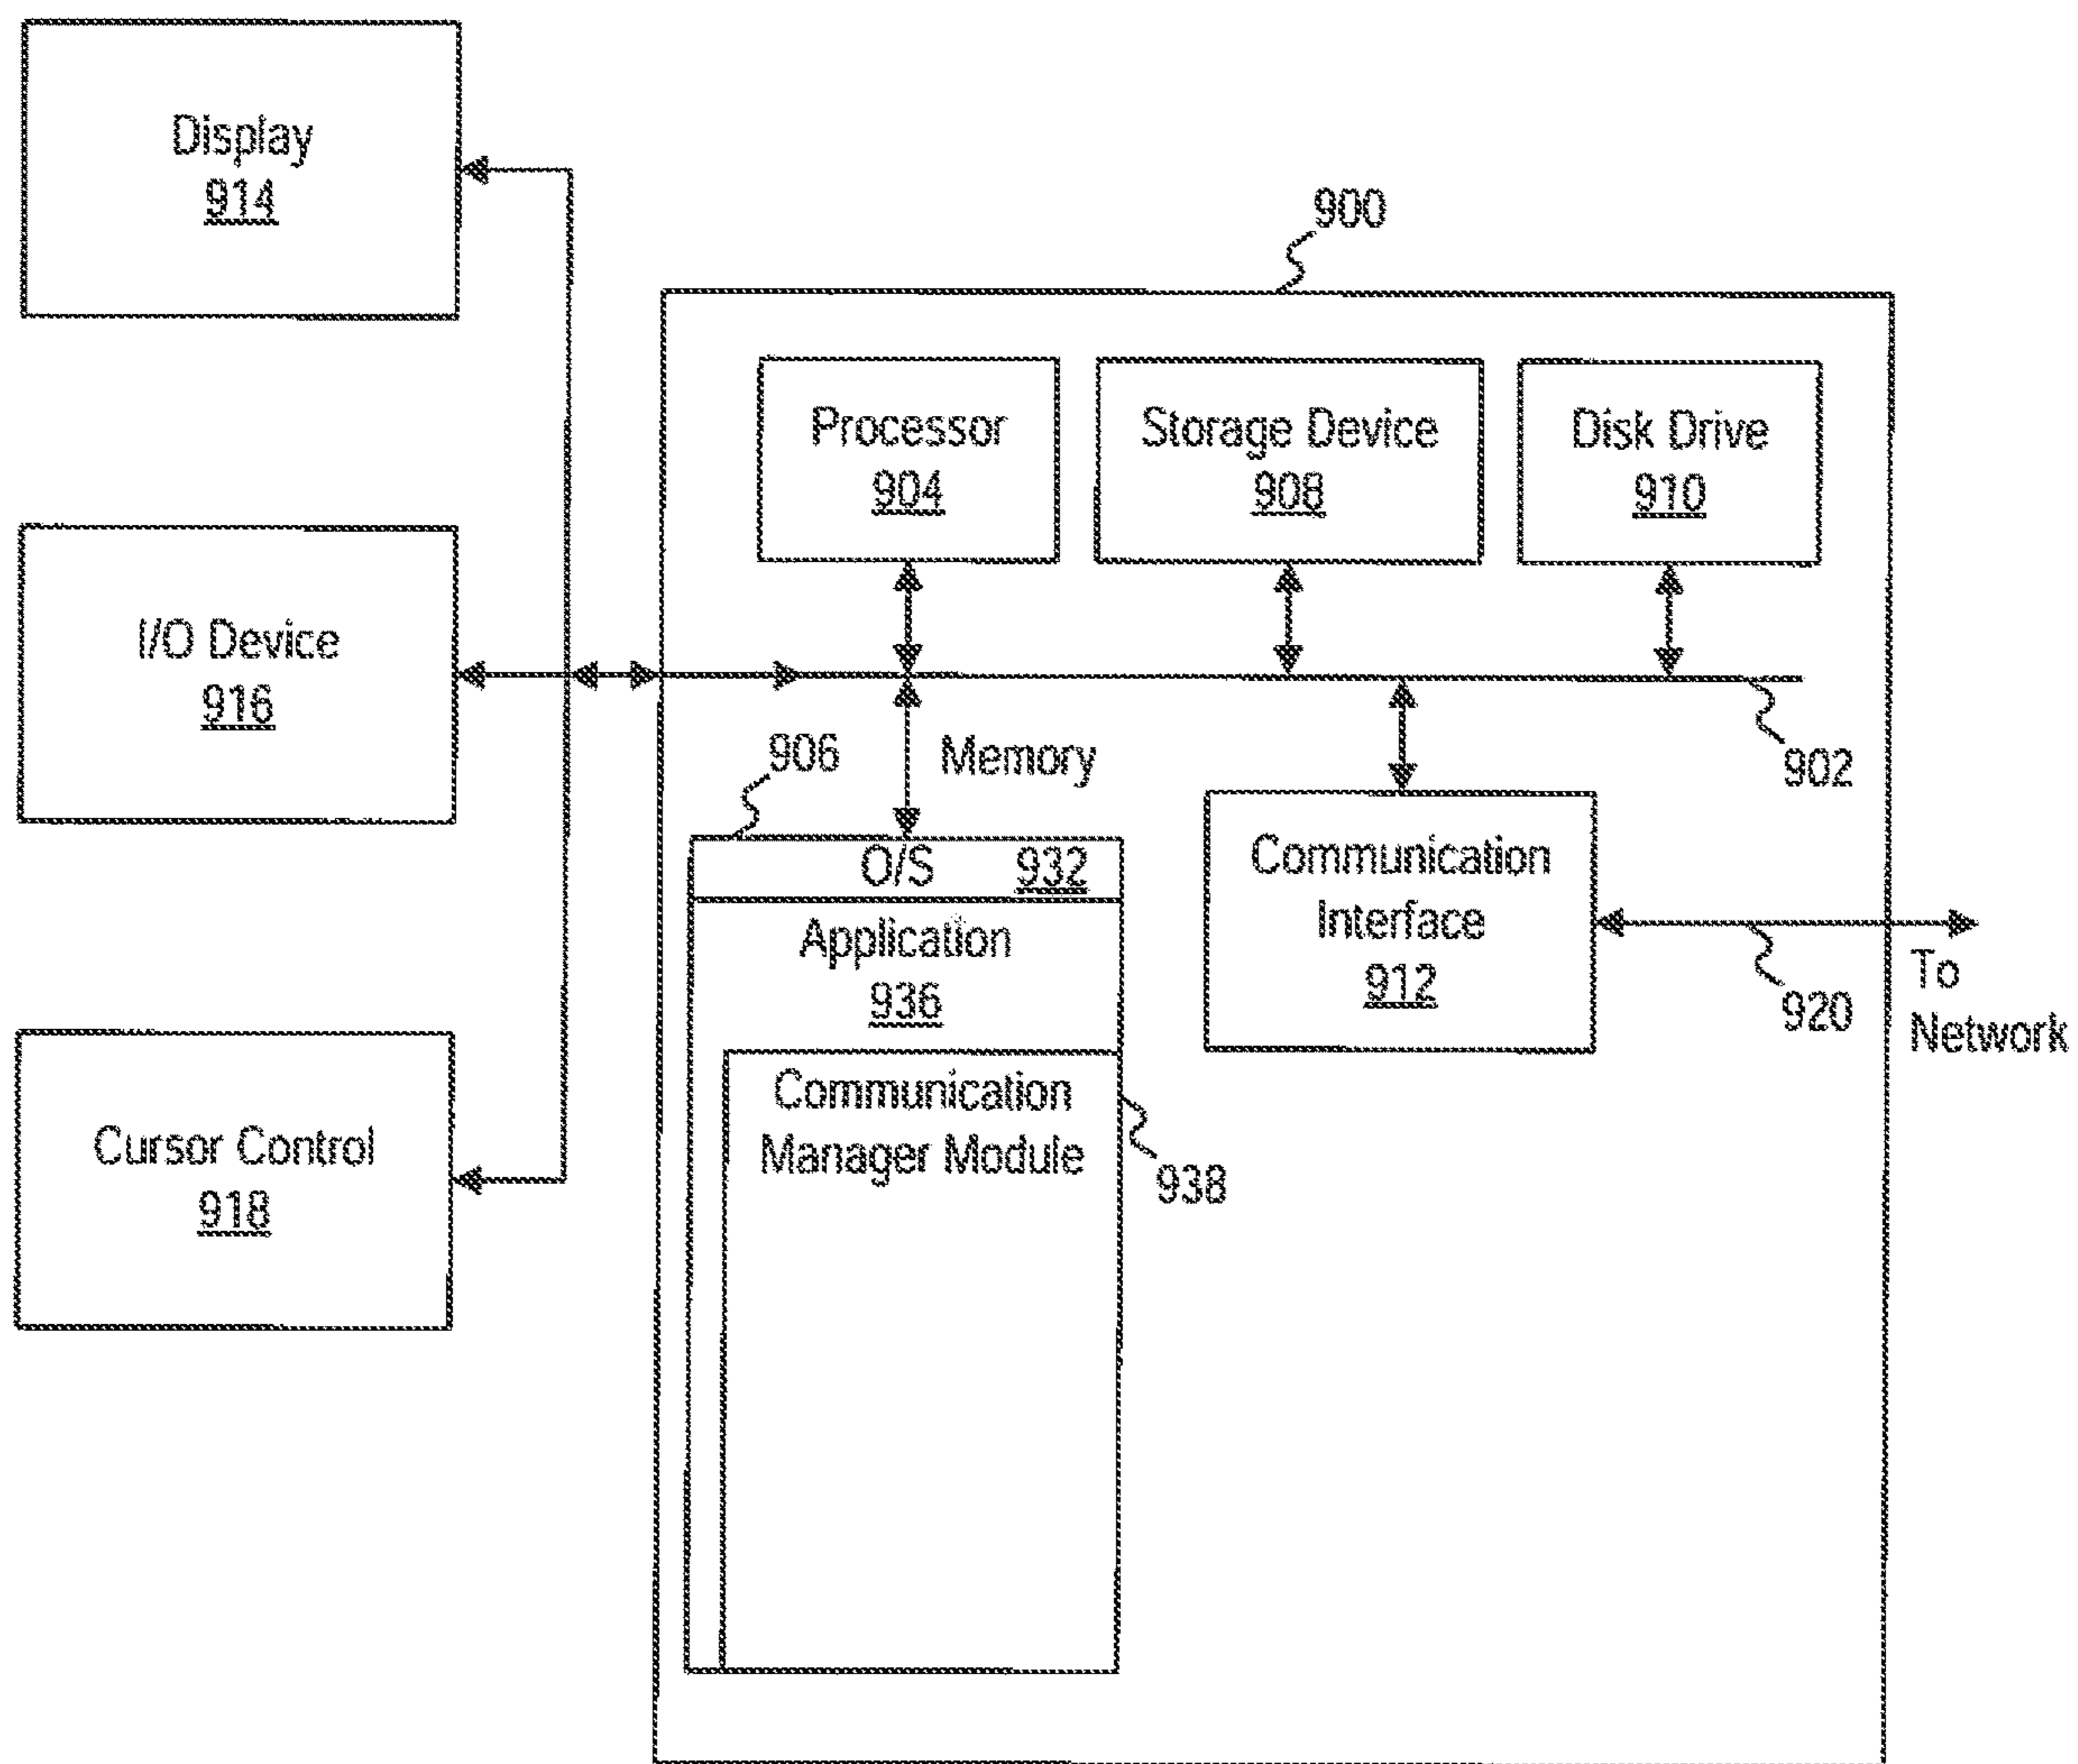 Display
914
900
Processor
904
Storage Device
908
Disk Drive
910
I/O Device
916
906
Memory
902
O/S 932
Application
936
Communication
Interface
912
920
To
Network
Communication
Manager Module
938
Cursor Control
918